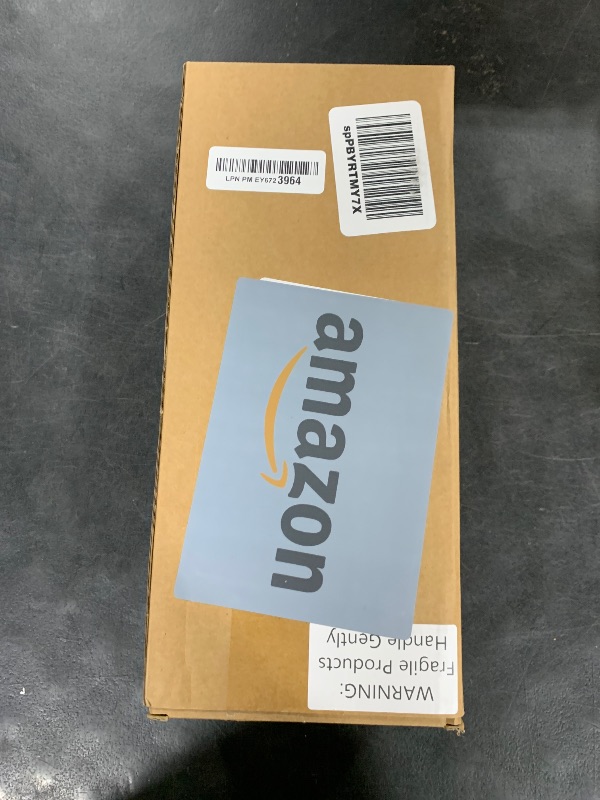 spPBYRTMY7X
LPN PM EY672 3964
amazon
WARNING:
Fragile Products
Handle Gently